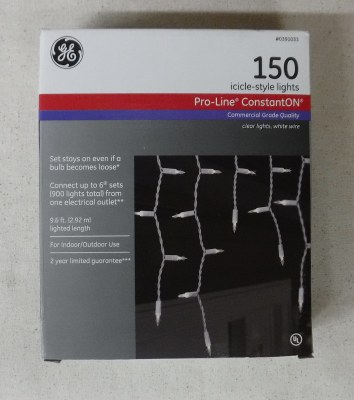 #0391033
GE
150
icicle-style lights
Pro-Line® ConstantON®
Commercial Grade Quality
clear lights, white wire
Set stays on even if a
bulb becomes loose*
Connect up to 6® sets
(900 lights total) from
one electrical outlet**
9.6 ft. (2.92 m)
lighted length
For Indoor/Outdoor Use
2 year limited guarantee***
UL